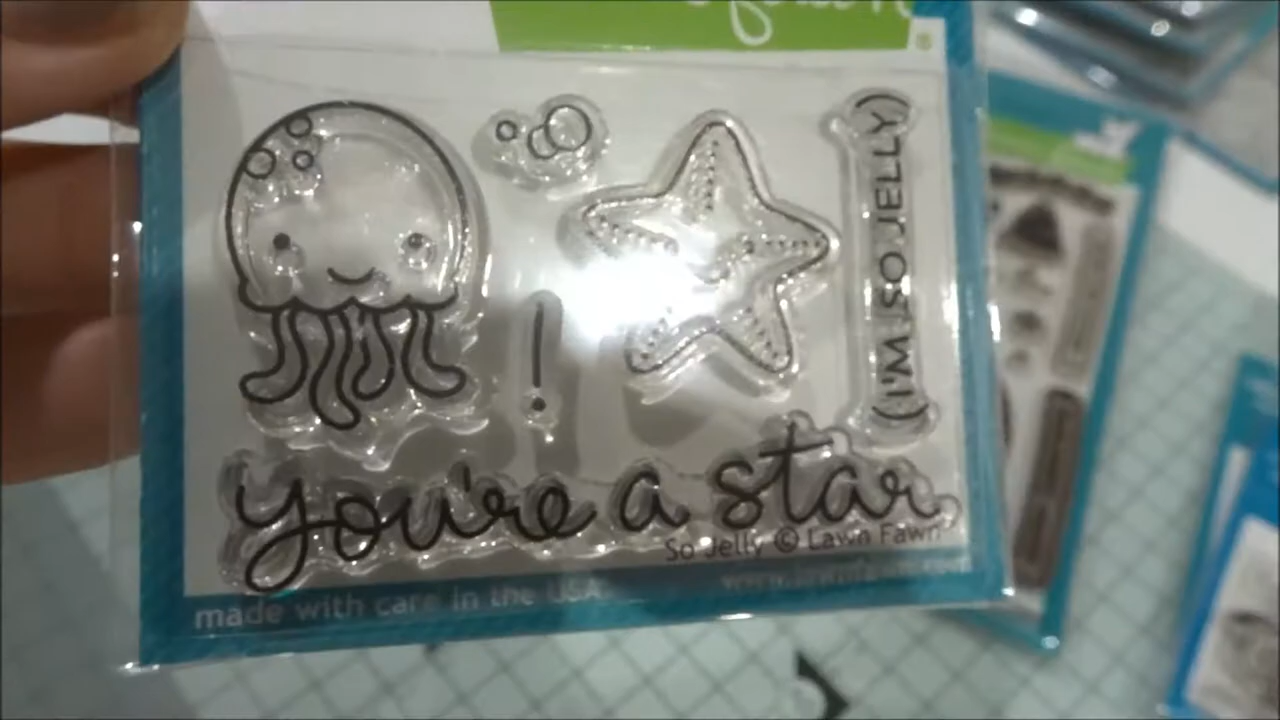 (I'M SO JELLY)
!
you're a star
So Jelly © Lawn Fawn
made with care in the USA.